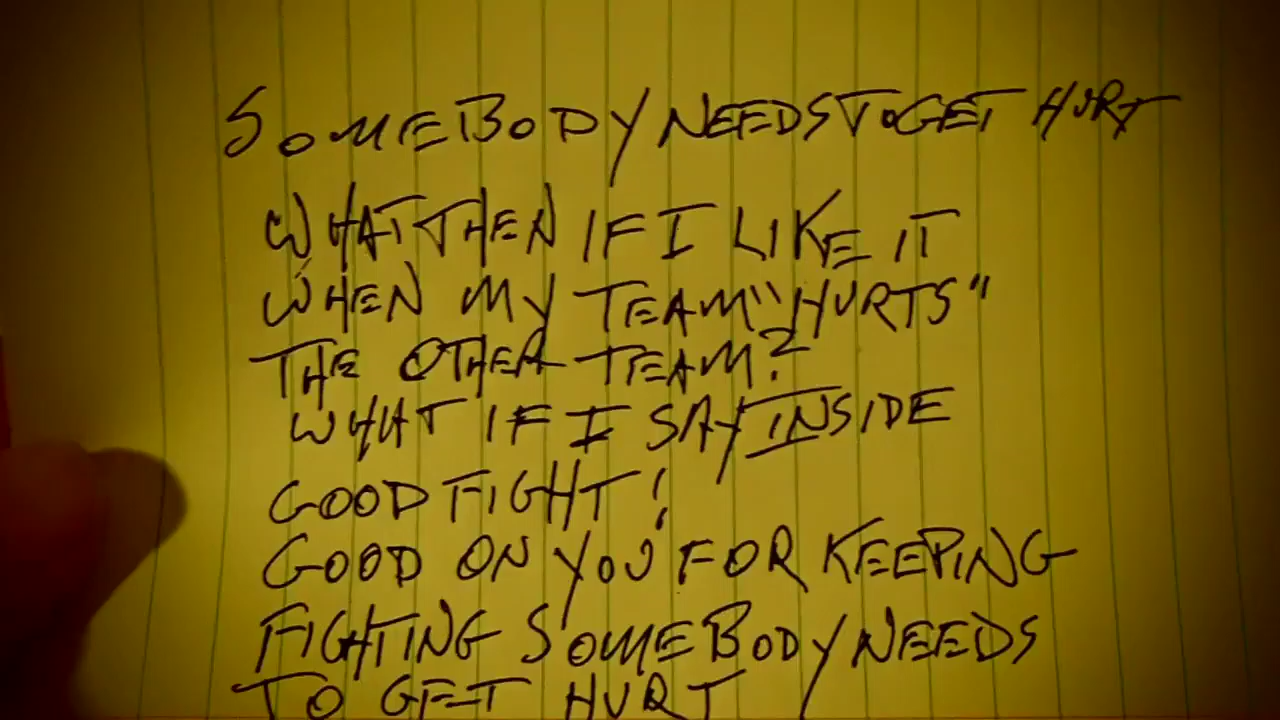 SOMEBODY NEEDS TO GET HURT
WHAT THEN IF I LIKE IT
WHEN MY TEAM "HURTS"
THE OTHER TEAM?
WHAT IF I SAY INSIDE
GOOD FIGHT!
GOOD ON YOU FOR KEEPING
FIGHTING SOMEBODY NEEDS
TO GET HURT